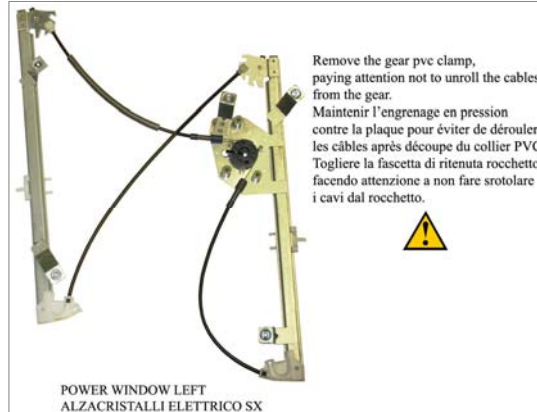 Remove the gear pvc clamp,
paying attention not to unroll the cables
from the gear.
Maintenir l'engrenage en pression
contre la plaque pour éviter de dérouler
les câbles après découpe du collier PVC
Togliere la fascetta di ritenuta rocchetto
facendo attenzione a non fare srotolare
i cavi dal rocchetto.
POWER WINDOW LEFT
ALZACRISTALLI ELETTRICO SX